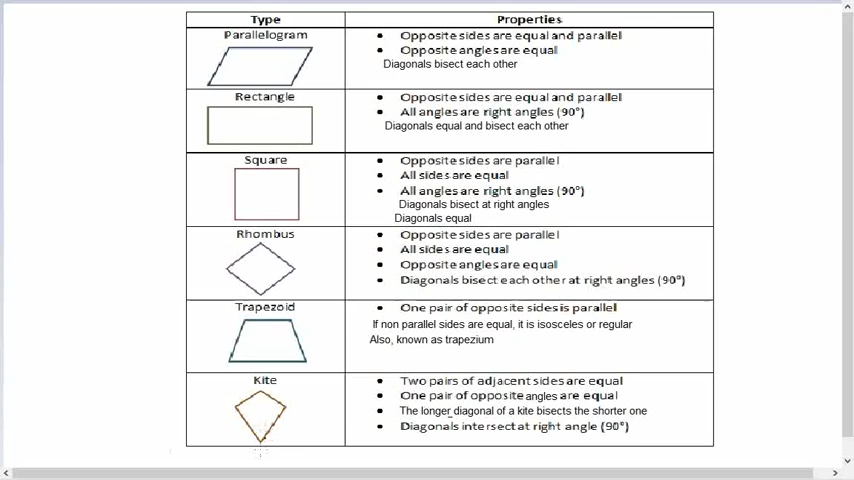 Type
Properties
Parallelogram
• Opposite sides are equal and parallel
• Opposite angles are equal
Diagonals bisect each other
Rectangle
• Opposite sides are equal and parallel
• All angles are right angles (90°)
Diagonals equal and bisect each other
Square
• Opposite sides are parallel
• All sides are equal
• All angles are right angles (90°)
Diagonals bisect at right angles
Diagonals equal
Rhombus
• Opposite sides are parallel
• All sides are equal
• Opposite angles are equal
• Diagonals bisect each other at right angles (90°)
Trapezoid
• One pair of opposite sides is parallel
If non parallel sides are equal, it is isosceles or regular
Also, known as trapezium
Kite
• Two pairs of adjacent sides are equal
• One pair of opposite angles are equal
• The longer diagonal of a kite bisects the shorter one
• Diagonals intersect at right angle (90°)